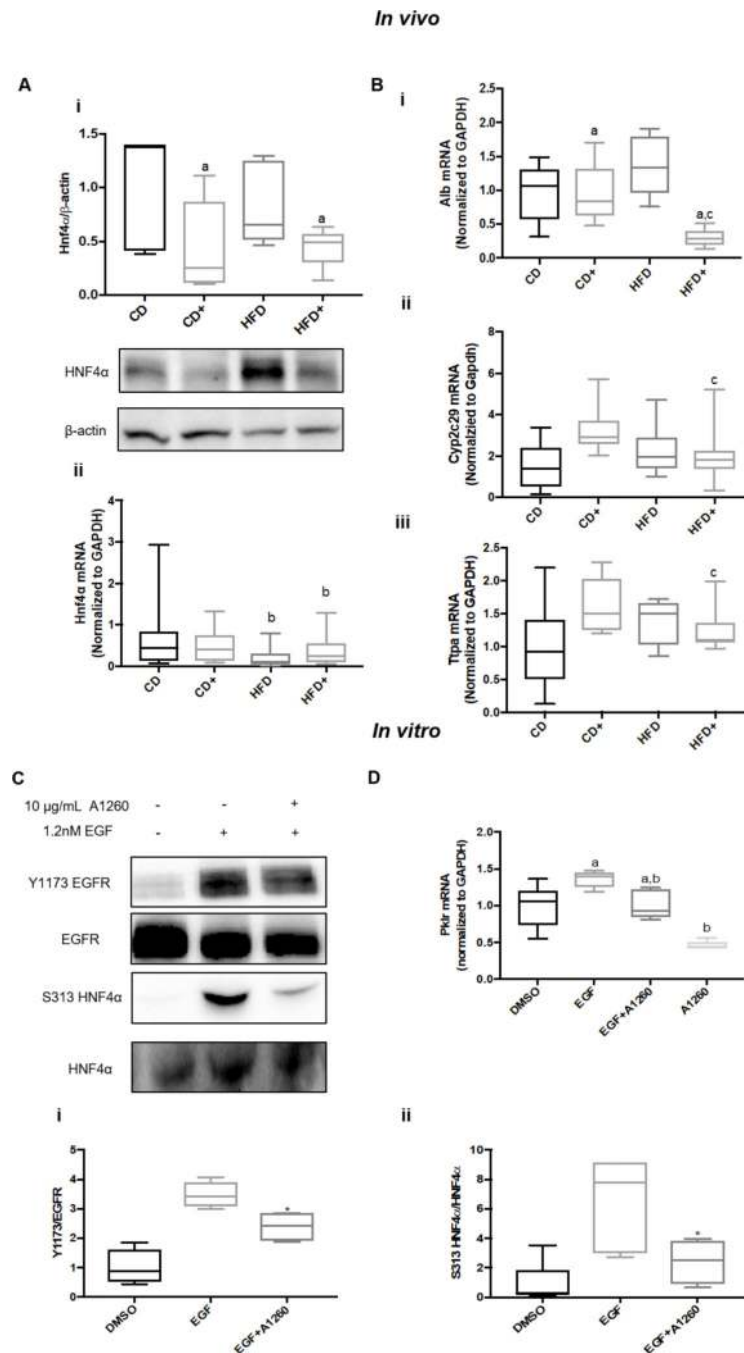 In vivo
A
i
Hnf4α/β-actin
1.5
1.0
0.5
0.0
a
a
CD
CD+
HFD
HFD+
HNF4α
β-actin
ii
Hnf4α mRNA
(Normalized to GAPDH)
4
3
2
1
0
b
b
CD
CD+
HFD
HFD+
B
i
Alb mRNA
(Normalized to GAPDH)
2.0
1.5
1.0
0.5
0.0
a
a,c
CD
CD+
HFD
HFD+
ii
Cyp2c29 mRNA
(Normalzied to Gapdh)
8
6
4
2
0
c
CD
CD+
HFD
HFD+
iii
Ttpa mRNA
(Normalized to GAPDH)
2.5
2.0
1.5
1.0
0.5
0.0
c
CD
CD+
HFD
HFD+
In vitro
C
10 µg/mL A1260 - - +
1.2nM EGF - + +
Y1173 EGFR
EGFR
S313 HNF4α
HNF4α
i
Y1173/EGFR
5
4
3
2
1
0
*
DMSO
EGF
EGF+A1260
D
Pklr mRNA
(normalized to GAPDH)
2.0
1.5
1.0
0.5
0.0
a
a,b
b
DMSO
EGF
EGF+A1260
A1260
ii
S313 HNF4α/HNF4α
10
8
6
4
2
0
*
DMSO
EGF
EGF+A1260